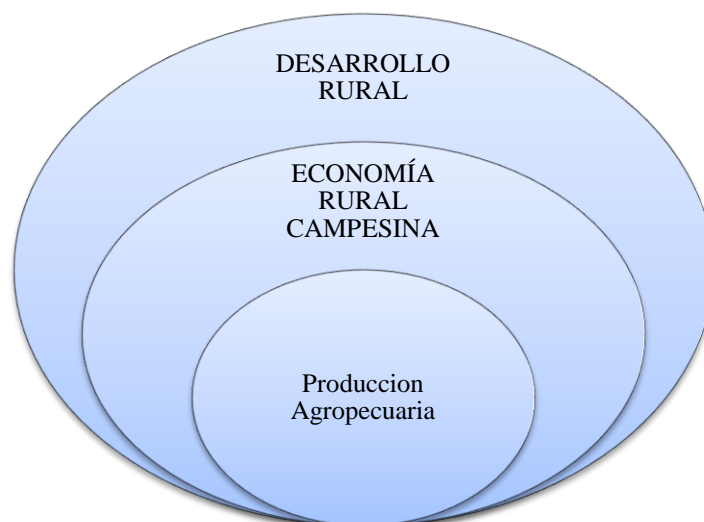 DESARROLLO
RURAL
ECONOMÍA
RURAL
CAMPESINA
Produccion
Agropecuaria